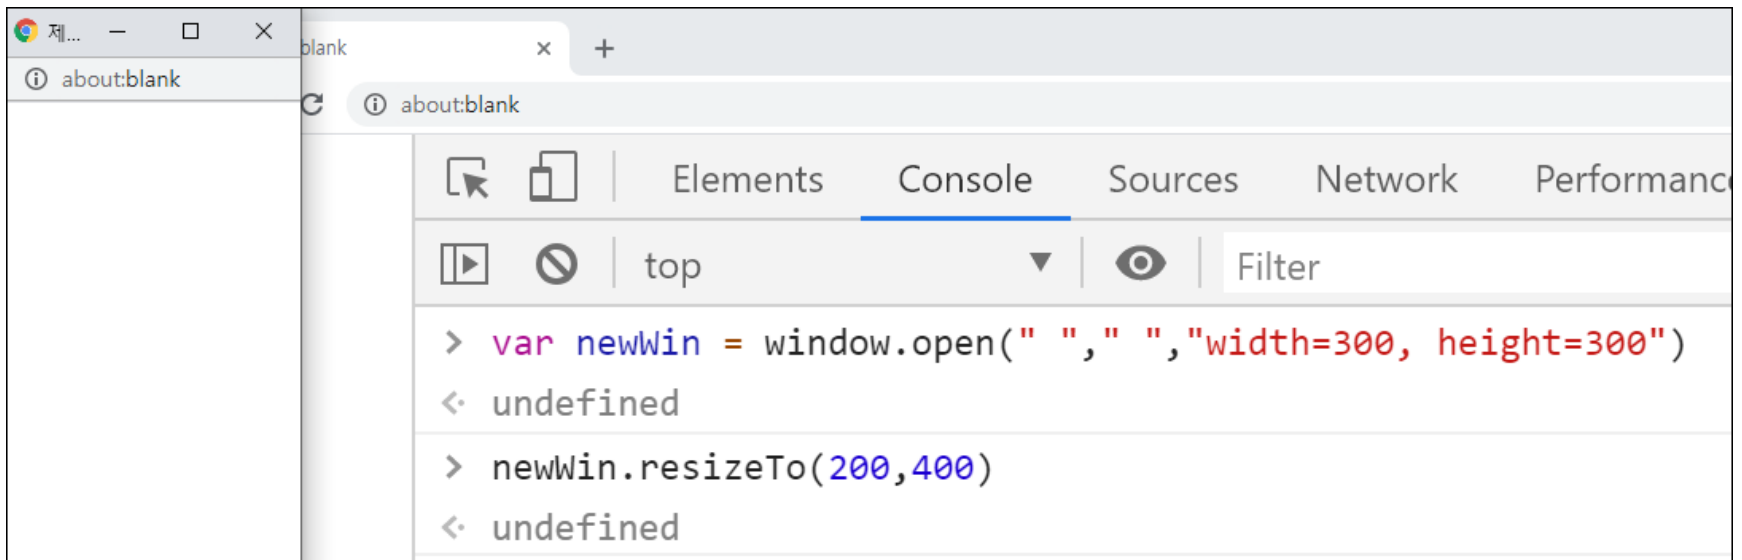 제...
about:blank
blank
about:blank
Elements Console Sources Network Performanc
top Filter
> var newWin = window.open(" "," ","width=300, height=300")
undefined
> newWin.resizeTo(200,400)
undefined